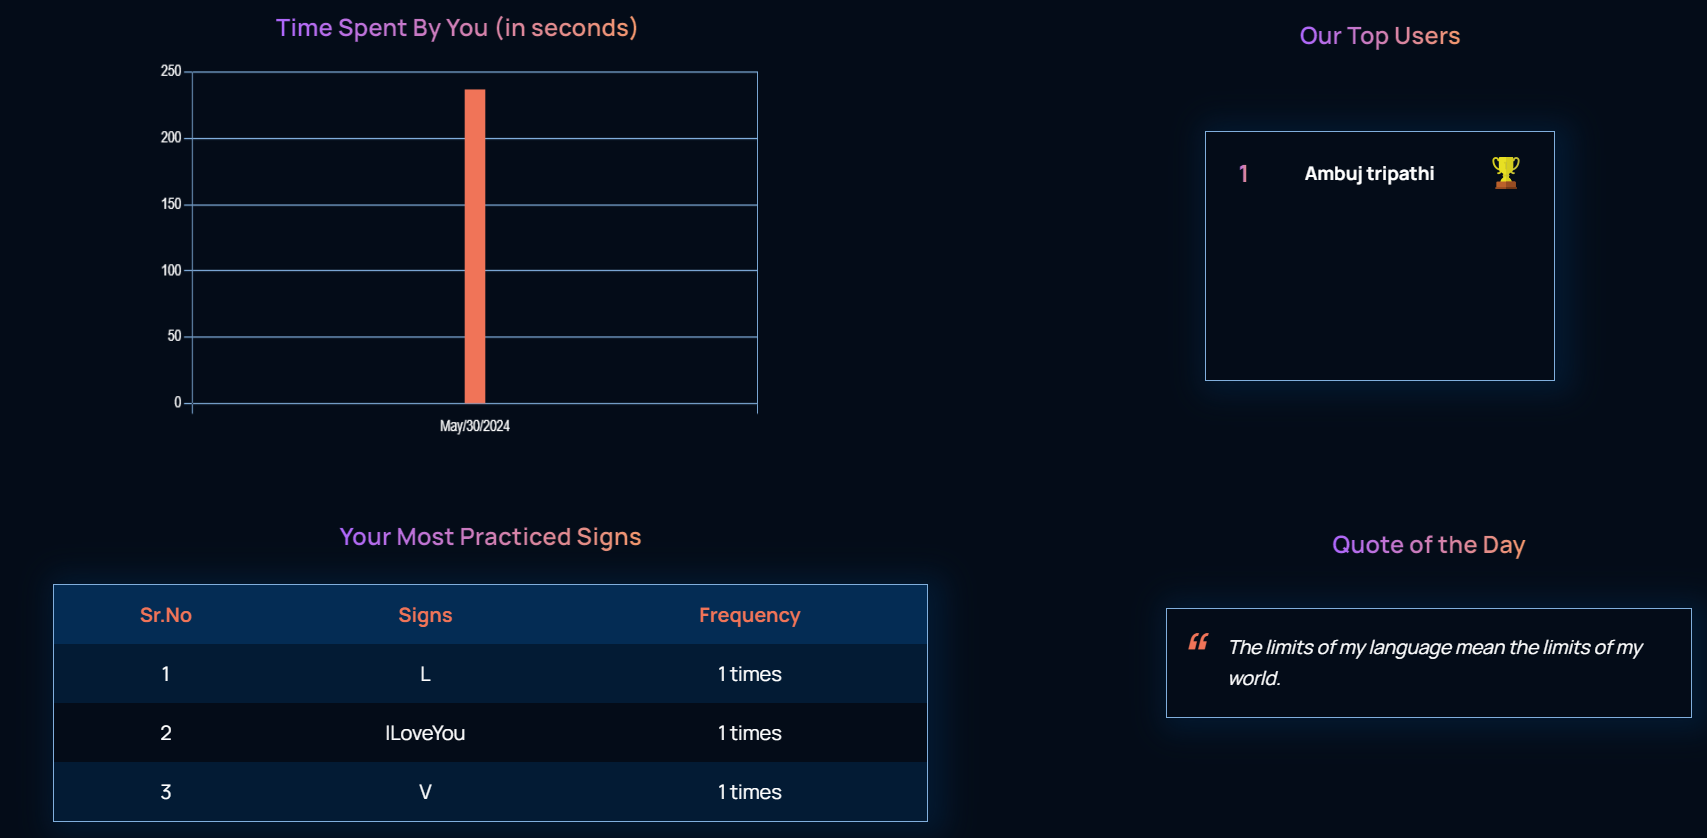 Time Spent By You (in seconds)
250
200
150
100
50
0
May/30/2024
Our Top Users
1 Ambuj tripathi
Your Most Practiced Signs
Sr.No Signs Frequency
1 L 1 times
2 ILoveYou 1 times
3 V 1 times
Quote of the Day
“ The limits of my language mean the limits of my
world.